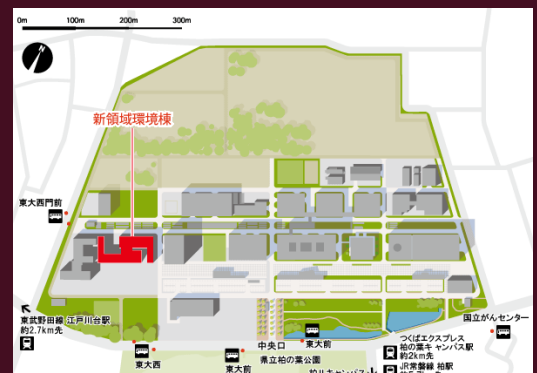 0m 100m 200m 300m
N
新領域環境棟
東大西門前
東武野田線 江戸川台駅
約2.7km先
東大西
東大前
中央口
県立柏の葉公園
東大前
国立がんセンター
つくばエクスプレス
柏の葉キャンパス駅
約2km先
JR常磐線 柏駅